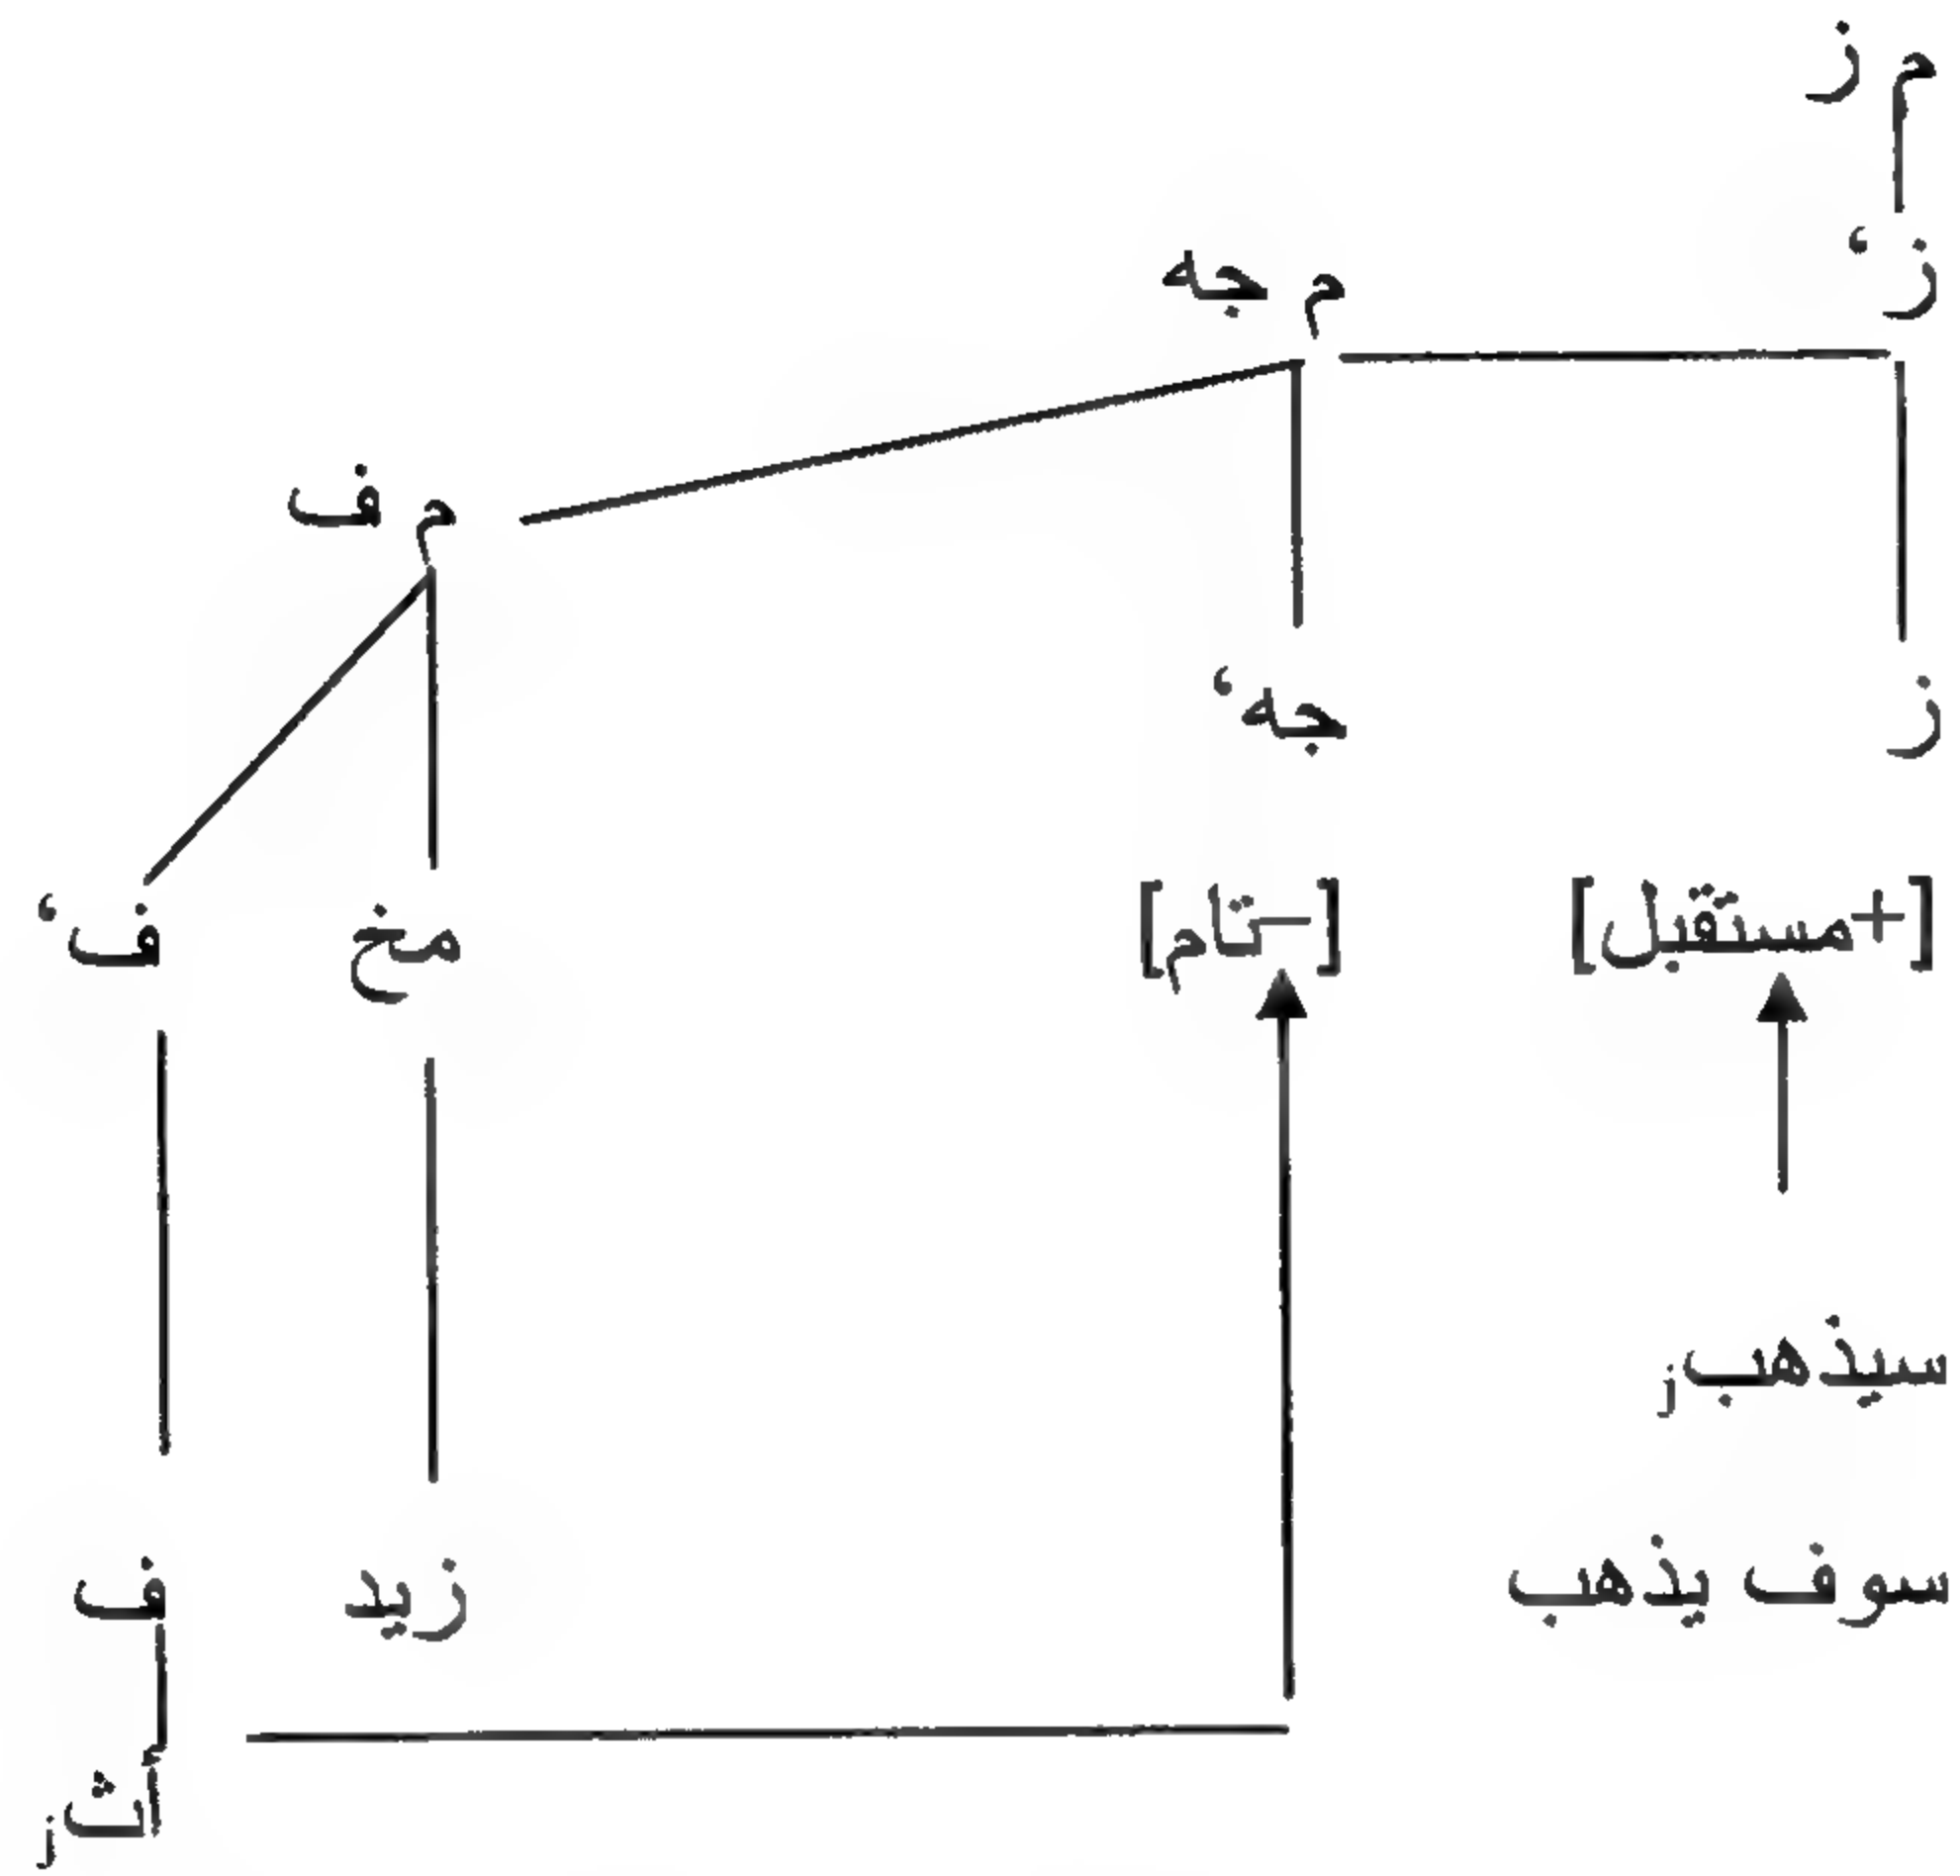 م ز
ز‘
م جه
م ف
جه‘
ز
[+مستقبل] [–تام] مخ ف‘
سيذهبj
سوف يذهب زيد ف
أثj